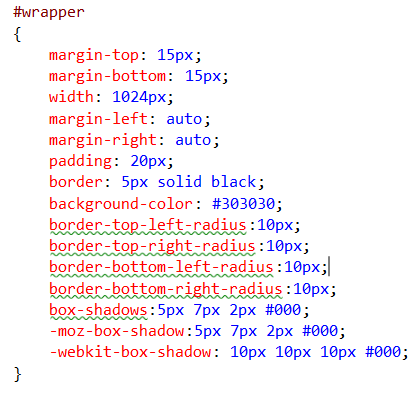 #wrapper
{
margin-top: 15px;
margin-bottom: 15px;
width: 1024px;
margin-left: auto;
margin-right: auto;
padding: 20px;
border: 5px solid black;
background-color: #303030;
border-top-left-radius:10px;
border-top-right-radius:10px;
border-bottom-left-radius:10px;
border-bottom-right-radius:10px;
box-shadows:5px 7px 2px #000;
-moz-box-shadow:5px 7px 2px #000;
-webkit-box-shadow: 10px 10px 10px #000;
}